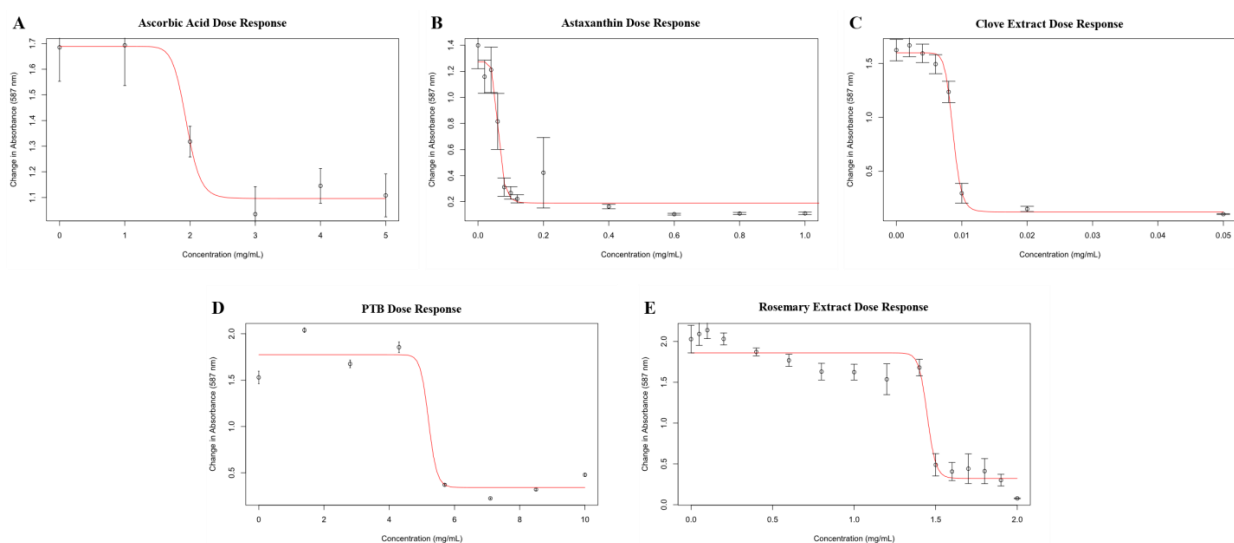 A
Ascorbic Acid Dose Response
Change in Absorbance (587 nm)
1.7
1.6
1.5
1.4
1.3
1.2
1.1
0 1 2 3 4 5
Concentration (mg/mL)
B
Astaxanthin Dose Response
Change in Absorbance (587 nm)
1.4
1.2
1.0
0.8
0.6
0.4
0.2
0.0 0.2 0.4 0.6 0.8 1.0
Concentration (mg/mL)
C
Clove Extract Dose Response
Change in Absorbance (587 nm)
1.5
1.0
0.5
0.00 0.01 0.02 0.03 0.04 0.05
Concentration (mg/mL)
D
PTB Dose Response
Change in Absorbance (587 nm)
2.0
1.5
1.0
0.5
0 2 4 6 8 10
Concentration (mg/mL)
E
Rosemary Extract Dose Response
Change in Absorbance (587 nm)
2.0
1.5
1.0
0.5
0.0
0.0 0.5 1.0 1.5 2.0
Concentration (mg/mL)